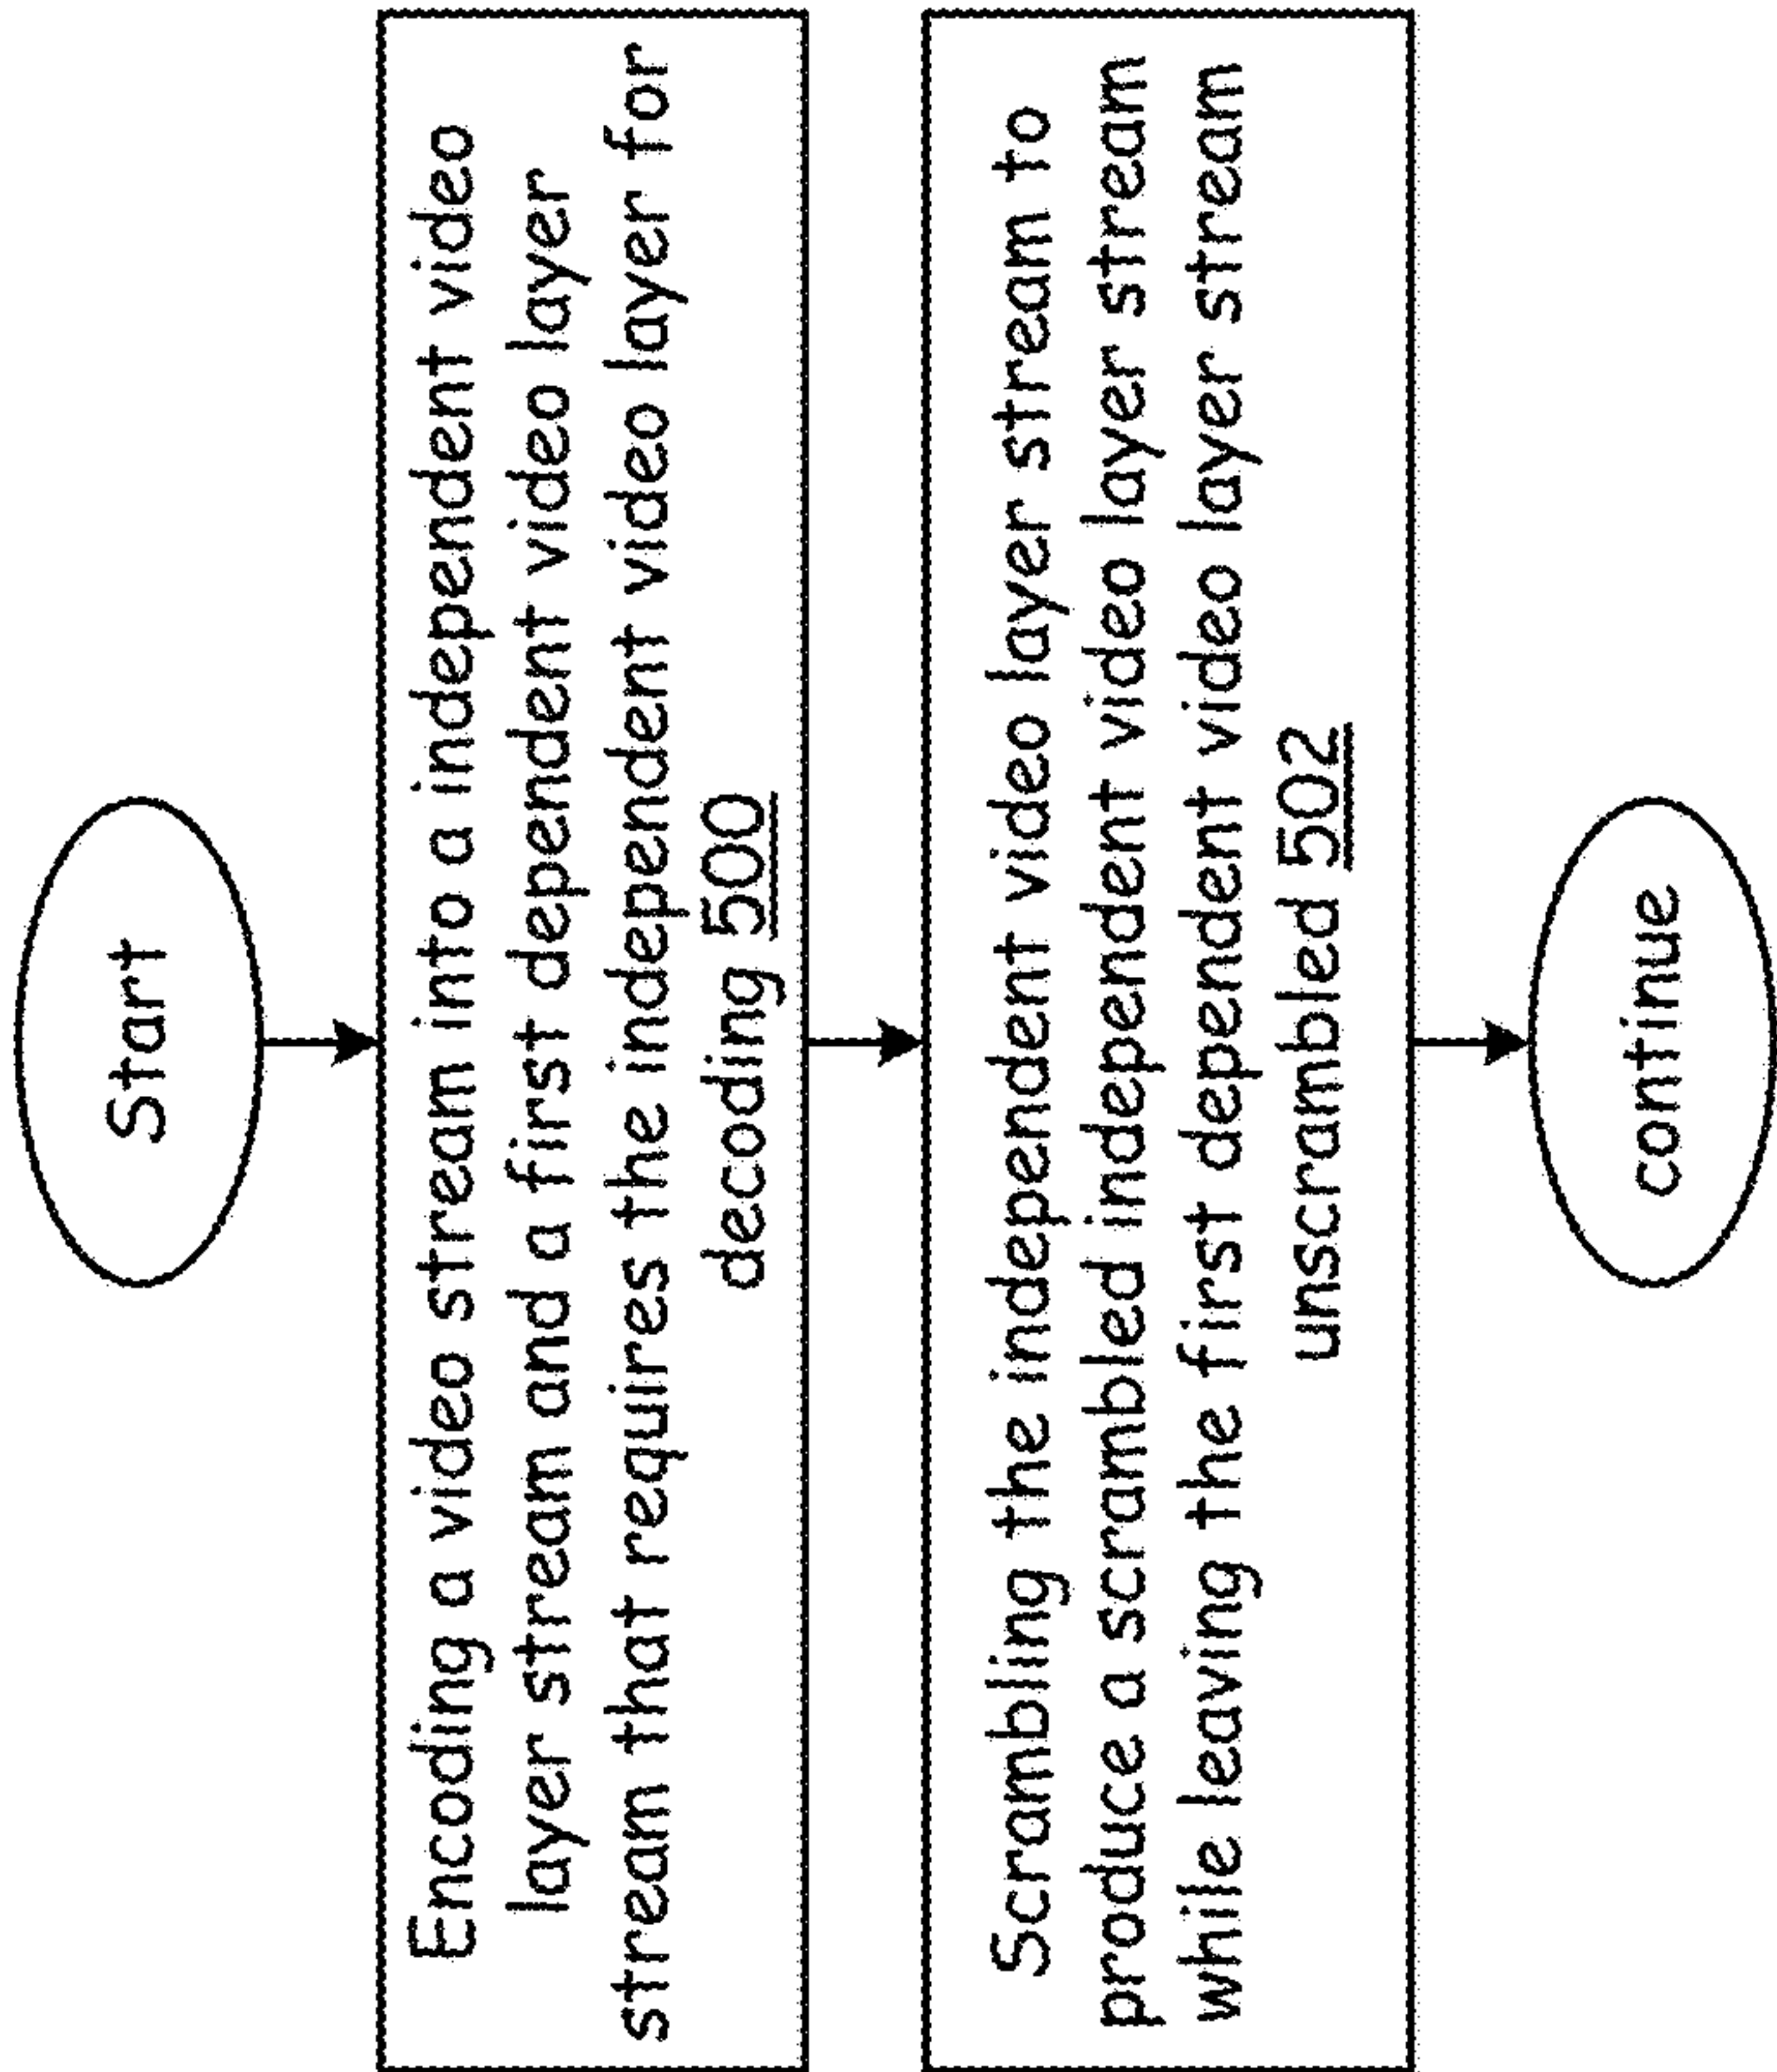 Start
Encoding a video stream into a independent video
layer stream and a first dependent video layer
stream that requires the independent video layer for
decoding 500
Scrambling the independent video layer stream to
produce a scrambled independent video layer stream
while leaving the first dependent video layer stream
unscrambled 502
continue